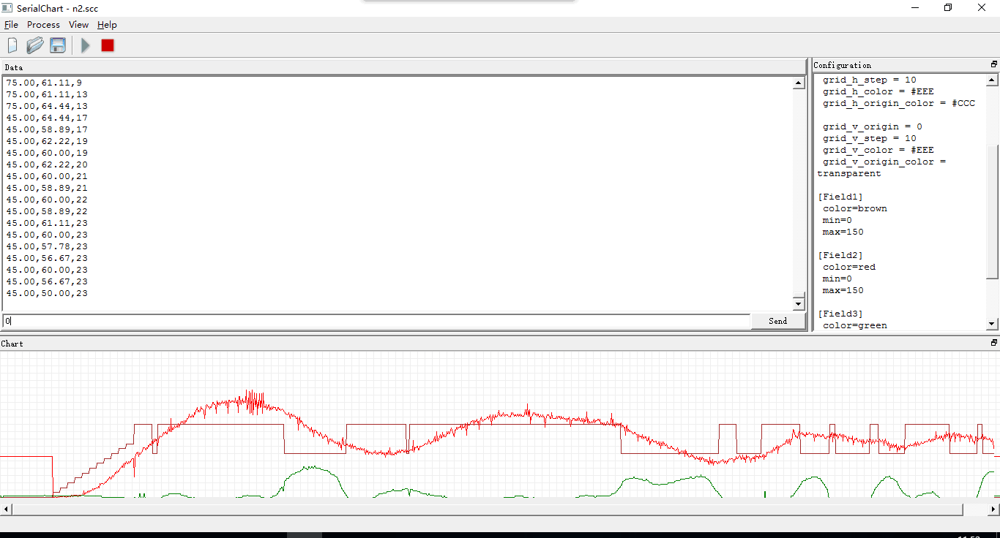 SerialChart - n2.scc
File Process View Help
Data
75.00,61.11,9
75.00,61.11,13
75.00,64.44,13
45.00,64.44,17
45.00,58.89,17
45.00,62.22,19
45.00,60.00,19
45.00,62.22,20
45.00,60.00,21
45.00,58.89,21
45.00,60.00,22
45.00,58.89,22
45.00,61.11,23
45.00,60.00,23
45.00,57.78,23
45.00,56.67,23
45.00,60.00,23
45.00,56.67,23
45.00,50.00,23
0
Send
Configuration
grid_h_step = 10
grid_h_color = #EEE
grid_h_origin_color = #CCC
grid_v_origin = 0
grid_v_step = 10
grid_v_color = #EEE
grid_v_origin_color =
transparent
[Field1]
color=brown
min=0
max=150
[Field2]
color=red
min=0
max=150
[Field3]
color=green
Chart